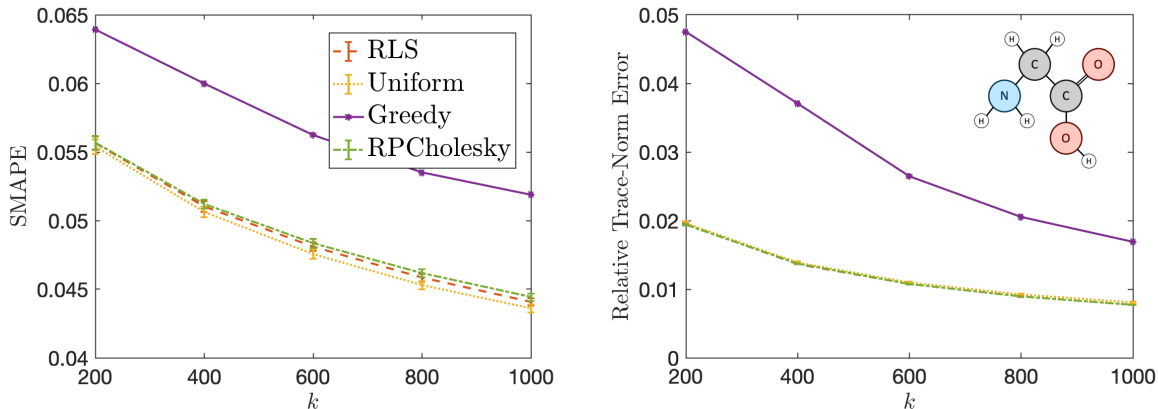 0.065
0.06
0.055
0.05
0.045
0.04
SMAPE
200
400
600
800
1000
k
RLS
Uniform
Greedy
RPCholesky
0.05
0.04
0.03
0.02
0.01
0
Relative Trace-Norm Error
200
400
600
800
1000
k
H
H
C
O
N
C
H
H
O
H